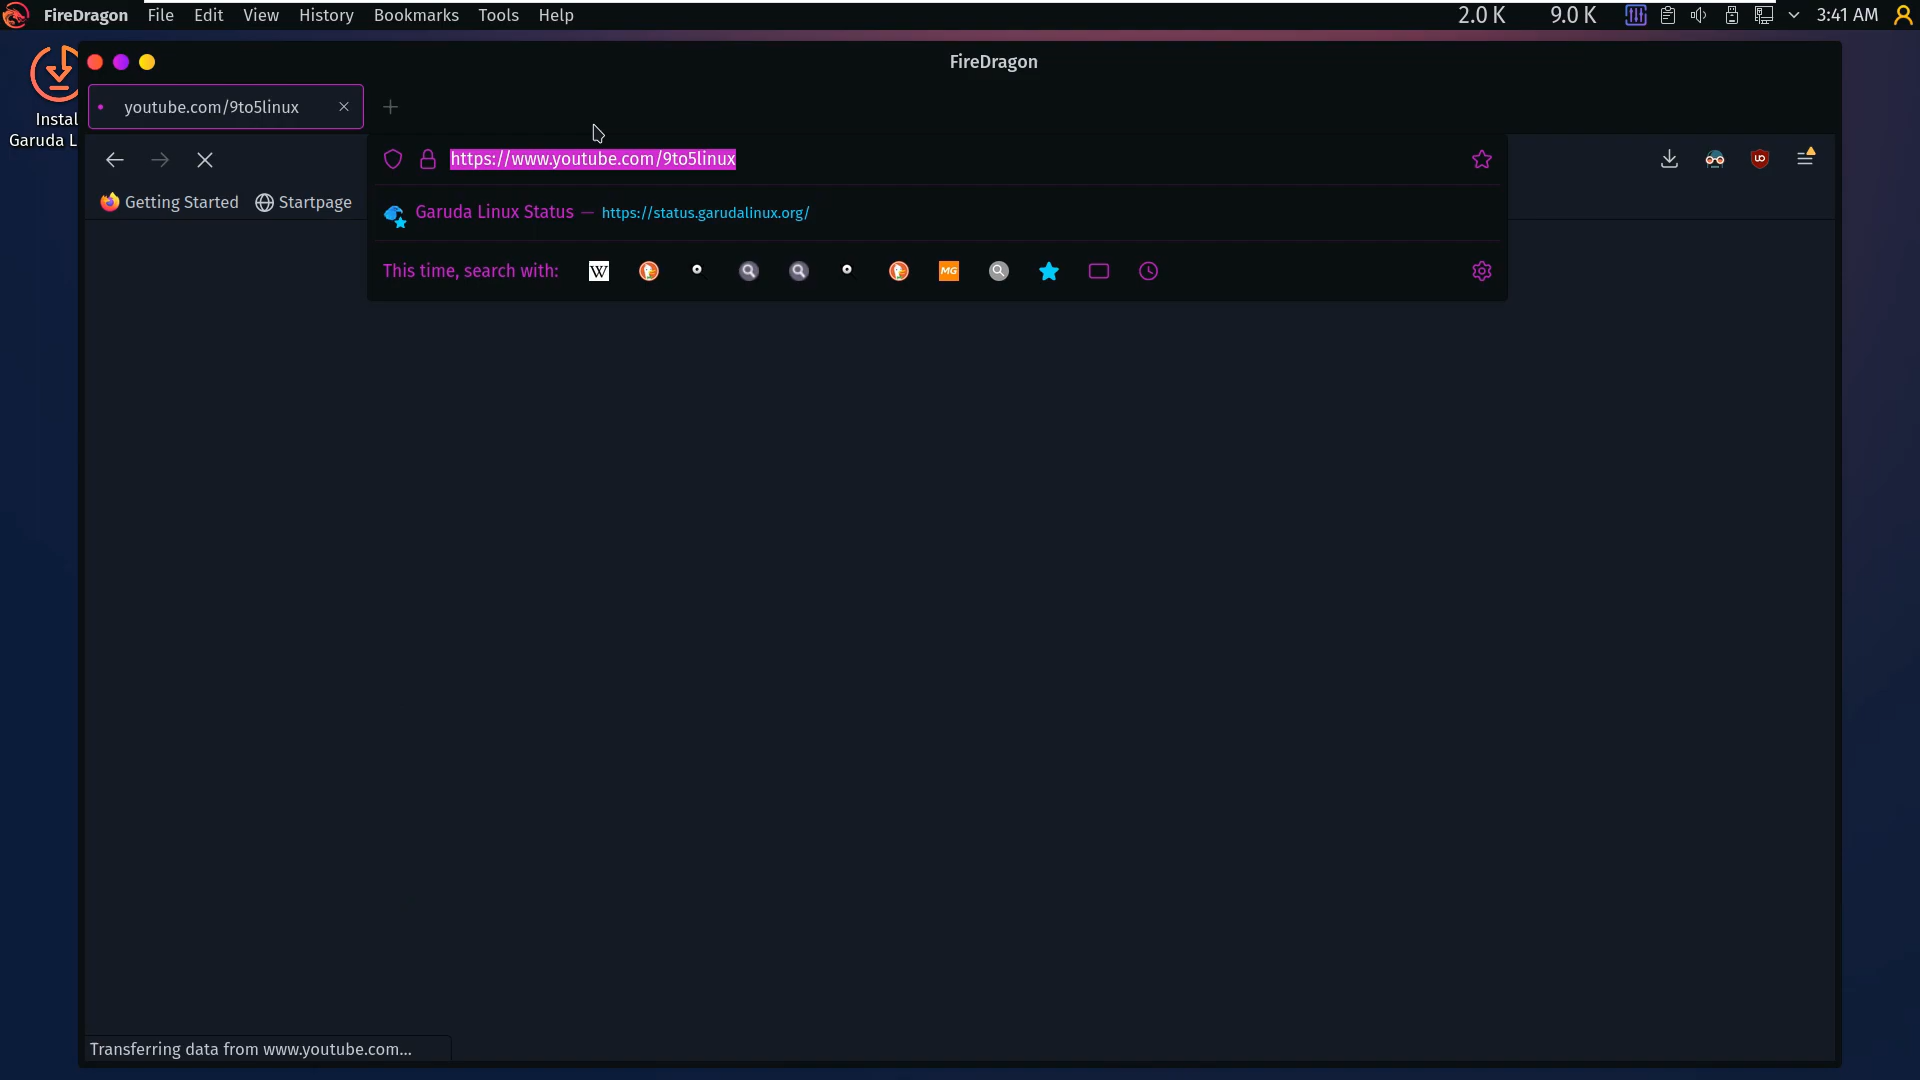 FireDragon File Edit View History Bookmarks Tools Help 2.0 K 9.0 K 3:41 AM
FireDragon
Instal
Garuda L
youtube.com/9to5linux
https://www.youtube.com/9to5linux
Getting Started Startpage
Garuda Linux Status — https://status.garudalinux.org/
This time, search with: W MG
Transferring data from www.youtube.com...